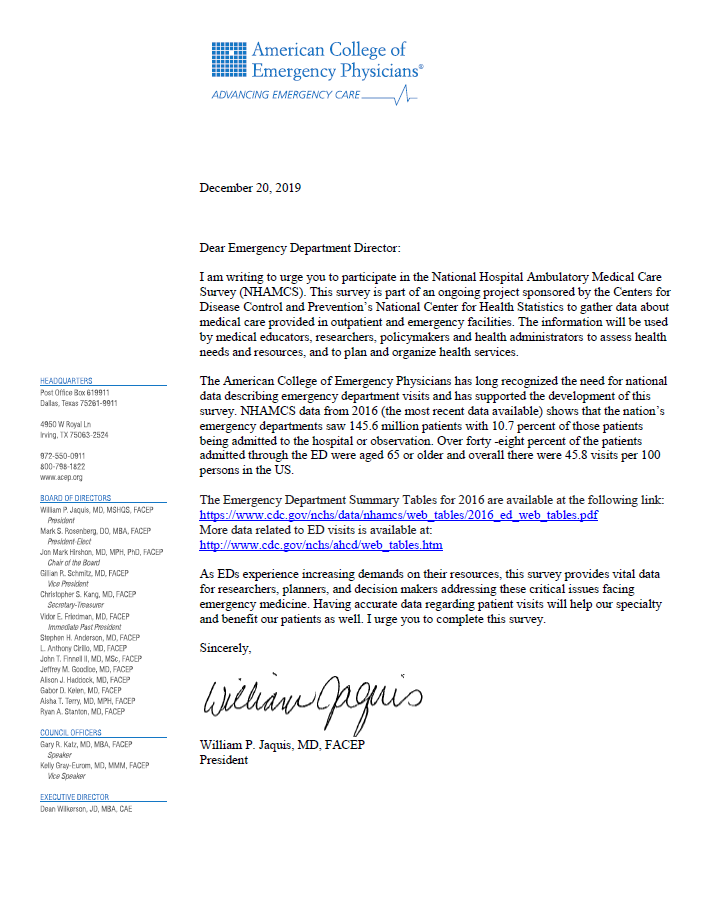 American College of
Emergency Physicians®
ADVANCING EMERGENCY CARE
December 20, 2019
Dear Emergency Department Director:
I am writing to urge you to participate in the National Hospital Ambulatory Medical Care
Survey (NHAMCS). This survey is part of an ongoing project sponsored by the Centers for
Disease Control and Prevention's National Center for Health Statistics to gather data about
medical care provided in outpatient and emergency facilities. The information will be used
by medical educators, researchers, policymakers and health administrators to assess health
needs and resources, and to plan and organize health services.
The American College of Emergency Physicians has long recognized the need for national
data describing emergency department visits and has supported the development of this
survey. NHAMCS data from 2016 (the most recent data available) shows that the nation's
emergency departments saw 145.6 million patients with 10.7 percent of those patients
being admitted to the hospital or observation. Over forty -eight percent of the patients
admitted through the ED were aged 65 or older and overall there were 45.8 visits per 100
persons in the US.
The Emergency Department Summary Tables for 2016 are available at the following link:
https://www.cdc.gov/nchs/data/nhamcs/web_tables/2016_ed_web_tables.pdf
More data related to ED visits is available at:
http://www.cdc.gov/nchs/ahcd/web_tables.htm
As EDs experience increasing demands on their resources, this survey provides vital data
for researchers, planners, and decision makers addressing these critical issues facing
emergency medicine. Having accurate data regarding patient visits will help our specialty
and benefit our patients as well. I urge you to complete this survey.
Sincerely,
William Jaquis
William P. Jaquis, MD, FACEP
President
HEADQUARTERS
Post Office Box 619911
Dallas, Texas 75261-9911
4950 W Royal Ln
Irving, TX 75063-2524
972-550-0911
800-798-1822
www.acep.org
BOARD OF DIRECTORS
William P. Jaquis, MD, MSHQS, FACEP
President
Mark S. Rosenberg, DO, MBA, FACEP
President-Elect
Jon Mark Hirshon, MD, MPH, PhD, FACEP
Chair of the Board
Gillian R. Schmitz, MD, FACEP
Vice President
Christopher S. Kang, MD, FACEP
Secretary-Treasurer
Vidor E. Friedman, MD, FACEP
Immediate Past President
Stephen H. Anderson, MD, FACEP
L. Anthony Cirillo, MD, FACEP
John T. Finnell II, MD, MSc, FACEP
Jeffrey M. Goodloe, MD, FACEP
Alison J. Haddock, MD, FACEP
Gabor D. Kelen, MD, FACEP
Aisha T. Terry, MD, MPH, FACEP
Ryan A. Stanton, MD, FACEP
COUNCIL OFFICERS
Gary R. Katz, MD, MBA, FACEP
Speaker
Kelly Gray-Eurom, MD, MMM, FACEP
Vice Speaker
EXECUTIVE DIRECTOR
Dean Wilkerson, JD, MBA, CAE